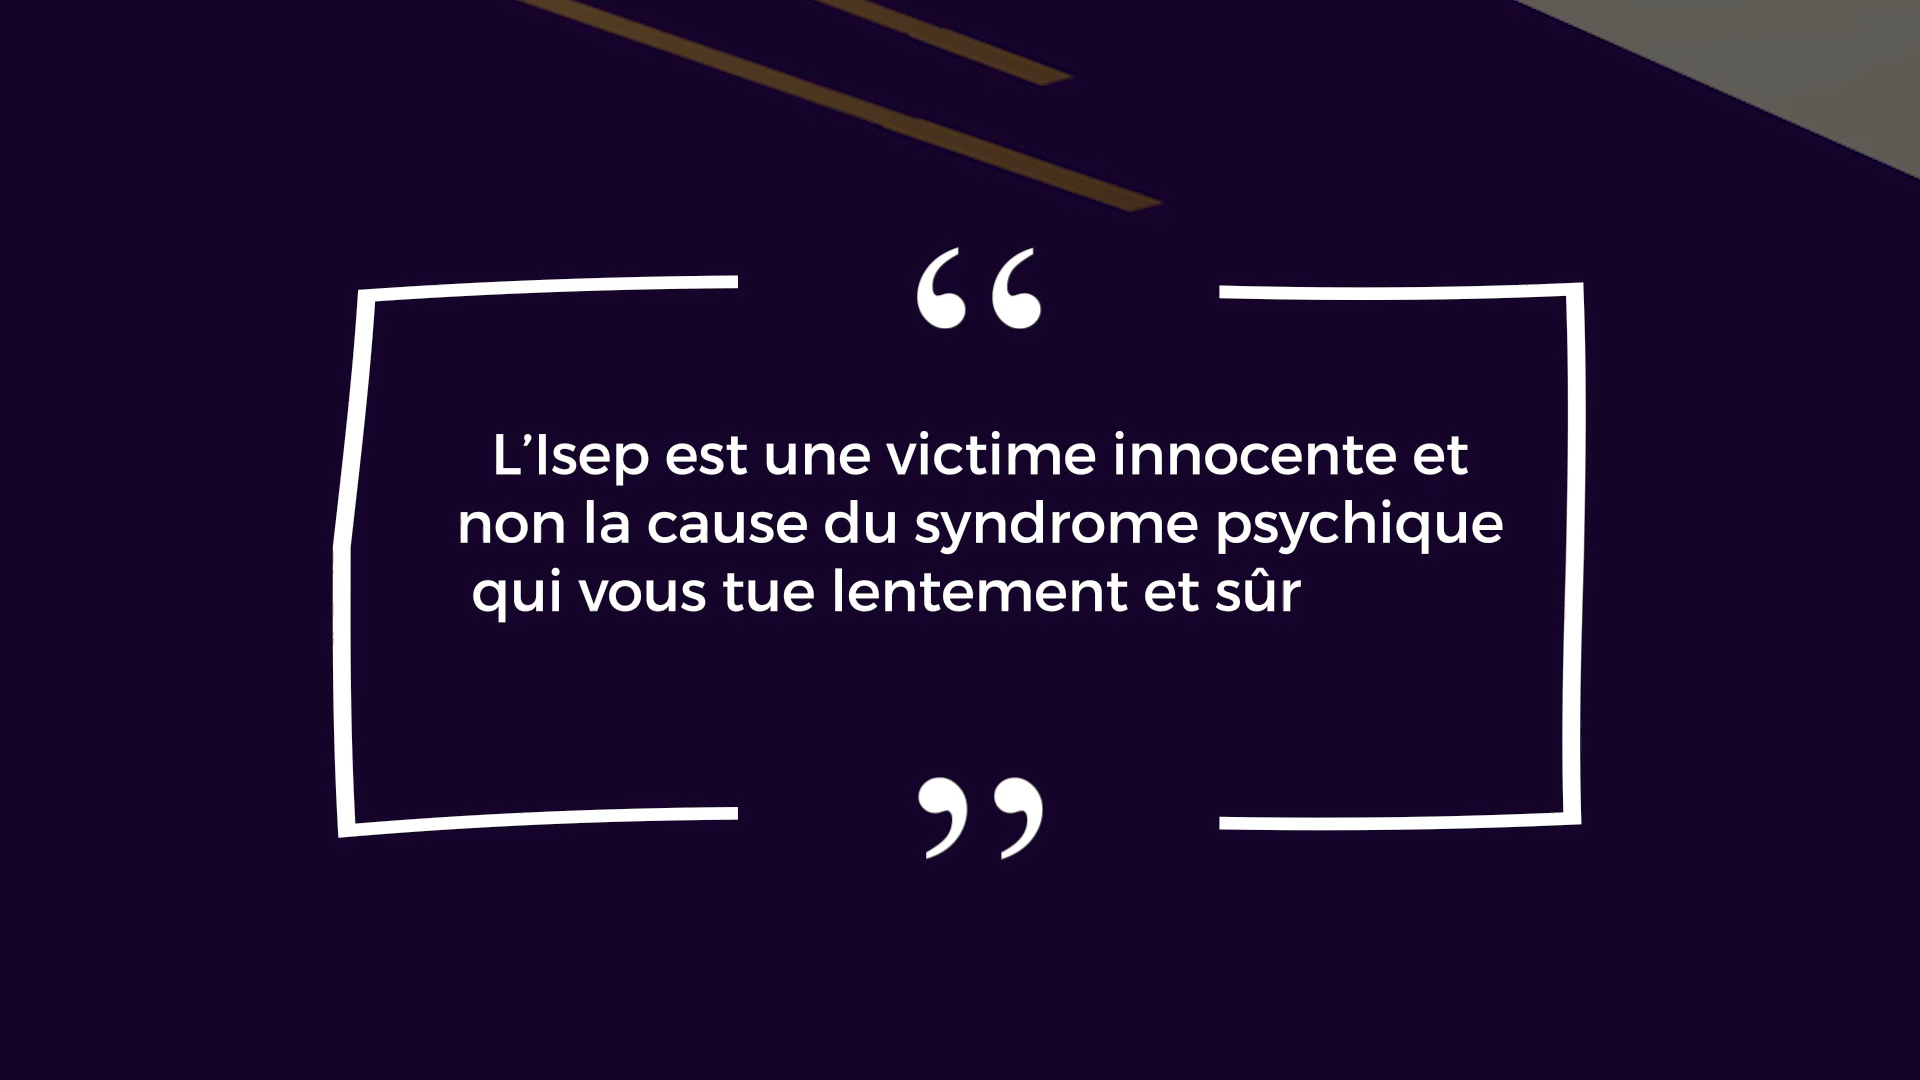 “
L’Isep est une victime innocente et
non la cause du syndrome psychique
qui vous tue lentement et sûr
”